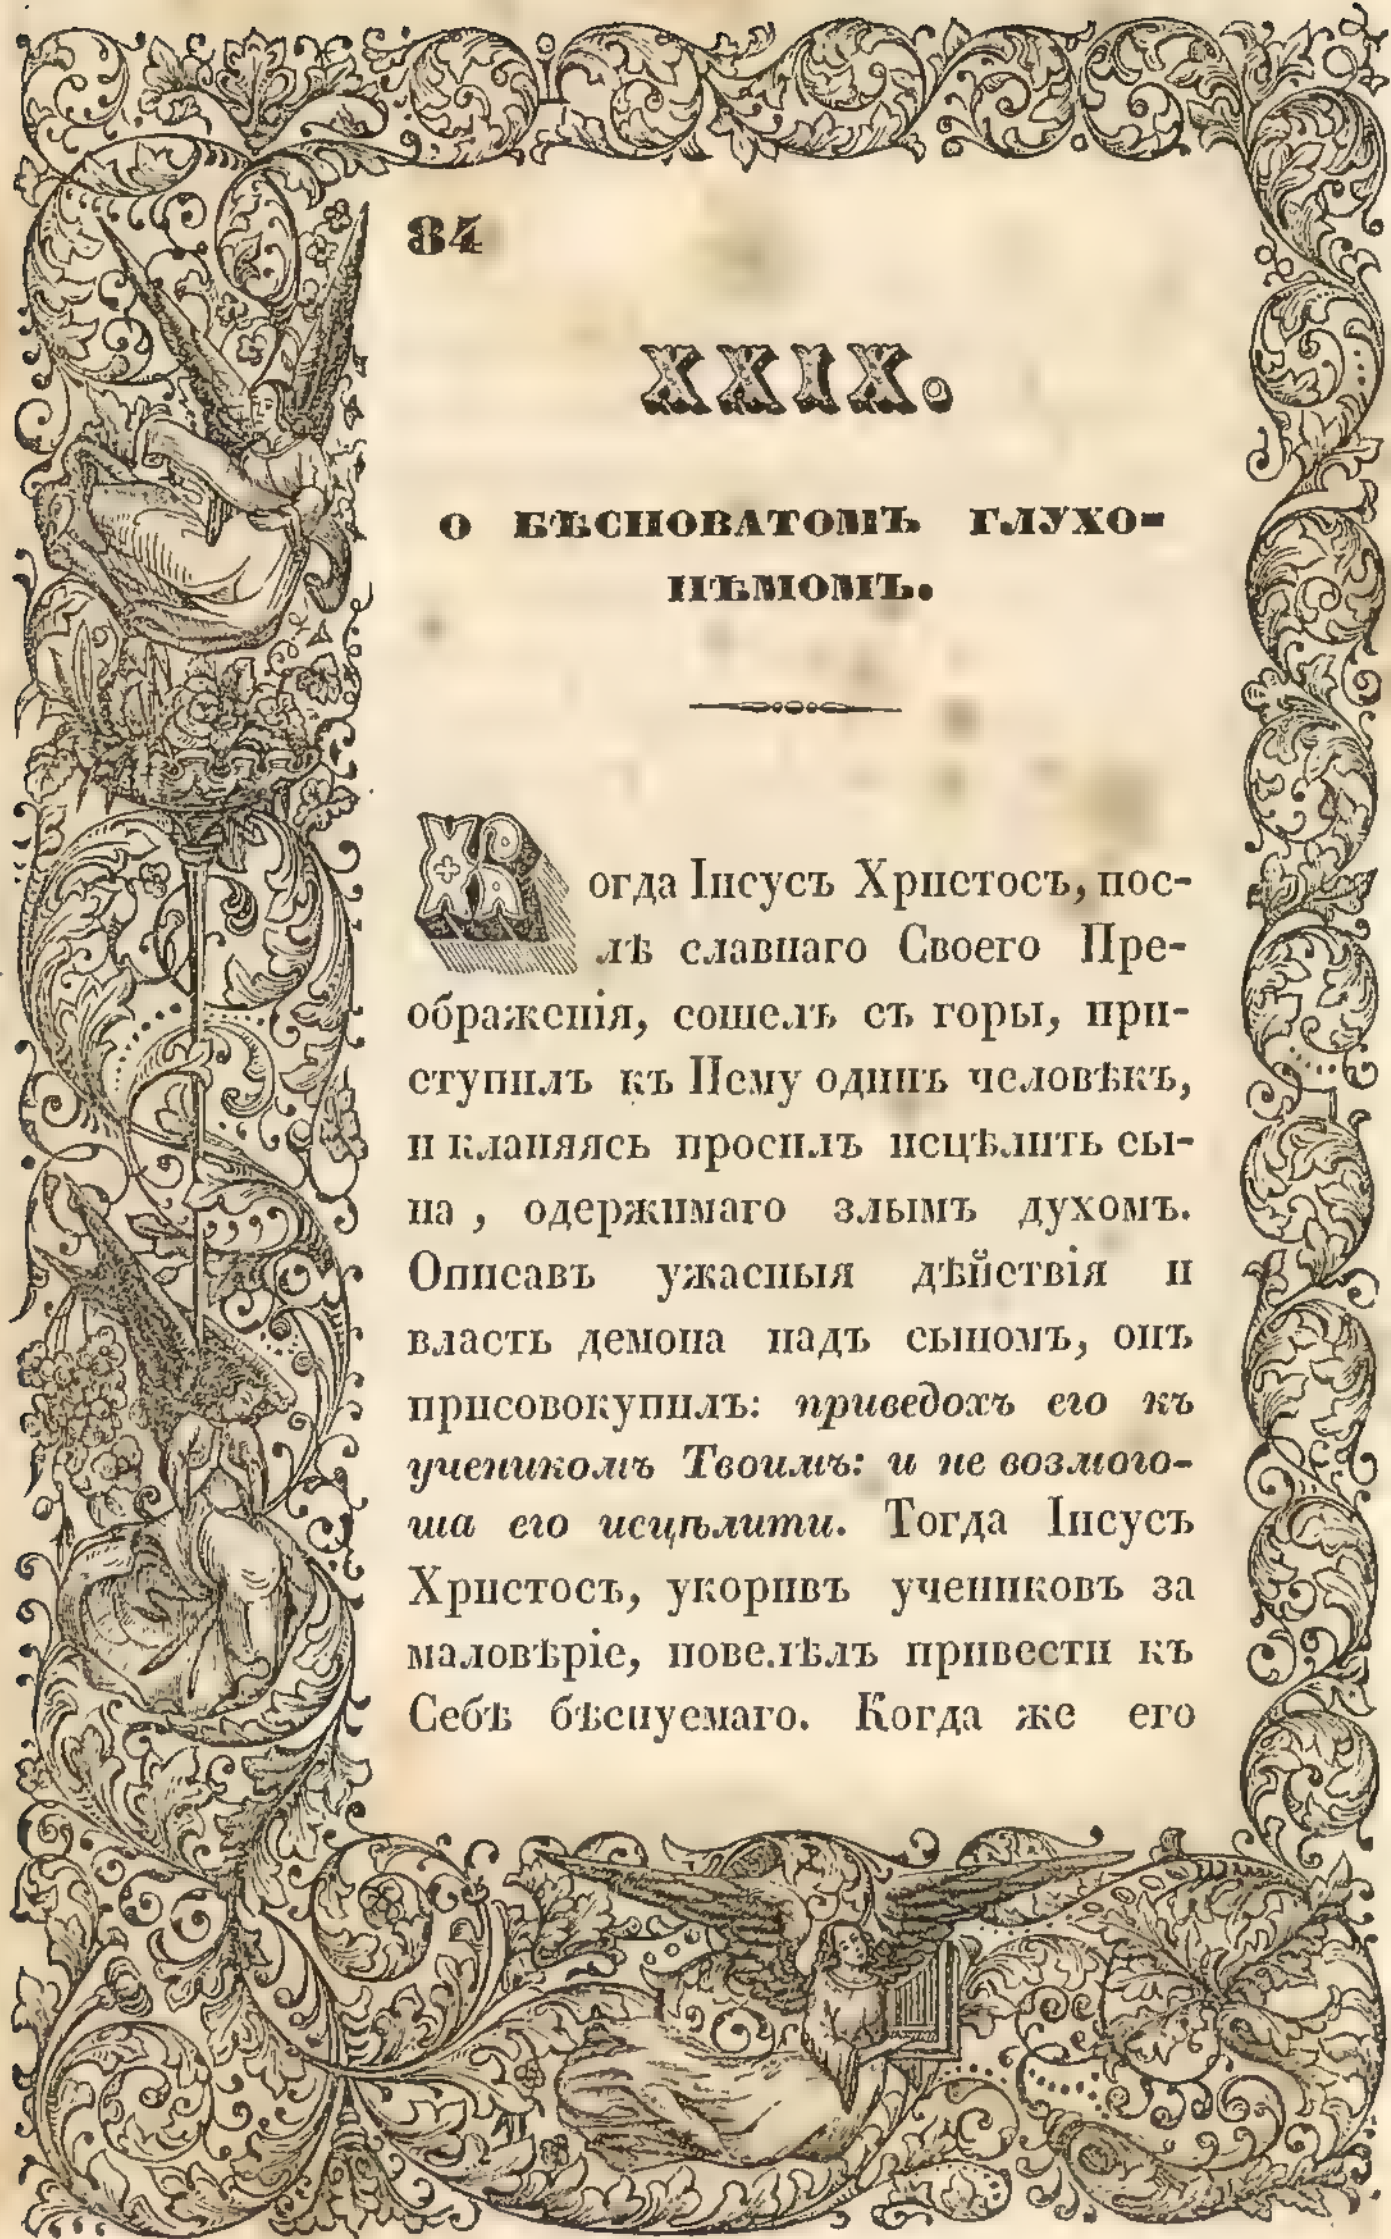 84
XXIX.
О БѢСНОВАТОМЪ ГЛУХО-
НѢМОМЪ.
Когда Іисусъ Христосъ, пос-
лѣ славнаго Своего Пре-
ображенія, сошелъ съ горы, при-
ступилъ къ Нему одинъ человѣкъ,
и кланяясь просилъ исцѣлить сы-
на , одержимаго злымъ духомъ.
Описавъ ужасныя дѣйствія и
власть демона надъ сыномъ, онъ
присовокупилъ: приведохъ его къ
ученикомъ Твоимъ: и не возмого-
ша его исцѣлити. Тогда Іисусъ
Христосъ, укоривъ учениковъ за
маловѣріе, повелѣлъ привести къ
Себѣ бѣснуемаго. Когда же его